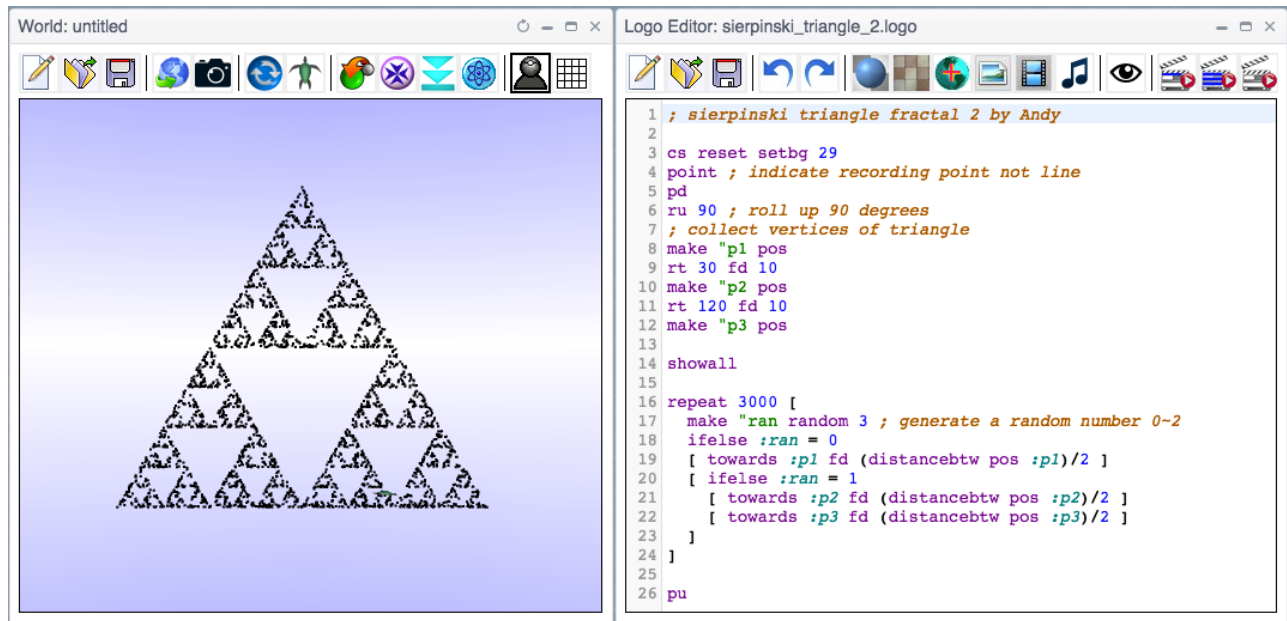 World: untitled
Logo Editor: sierpinski_triangle_2.logo
1 ; sierpinski triangle fractal 2 by Andy
2
3 cs reset setbg 29
4 point ; indicate recording point not line
5 pd
6 ru 90 ; roll up 90 degrees
7 ; collect vertices of triangle
8 make "p1 pos
9 rt 30 fd 10
10 make "p2 pos
11 rt 120 fd 10
12 make "p3 pos
13
14 showall
15
16 repeat 3000 [
17   make "ran random 3 ; generate a random number 0~2
18   ifelse :ran = 0
19   [ towards :p1 fd (distancebtw pos :p1)/2 ]
20   [ ifelse :ran = 1
21     [ towards :p2 fd (distancebtw pos :p2)/2 ]
22     [ towards :p3 fd (distancebtw pos :p3)/2 ]
23   ]
24 ]
25
26 pu